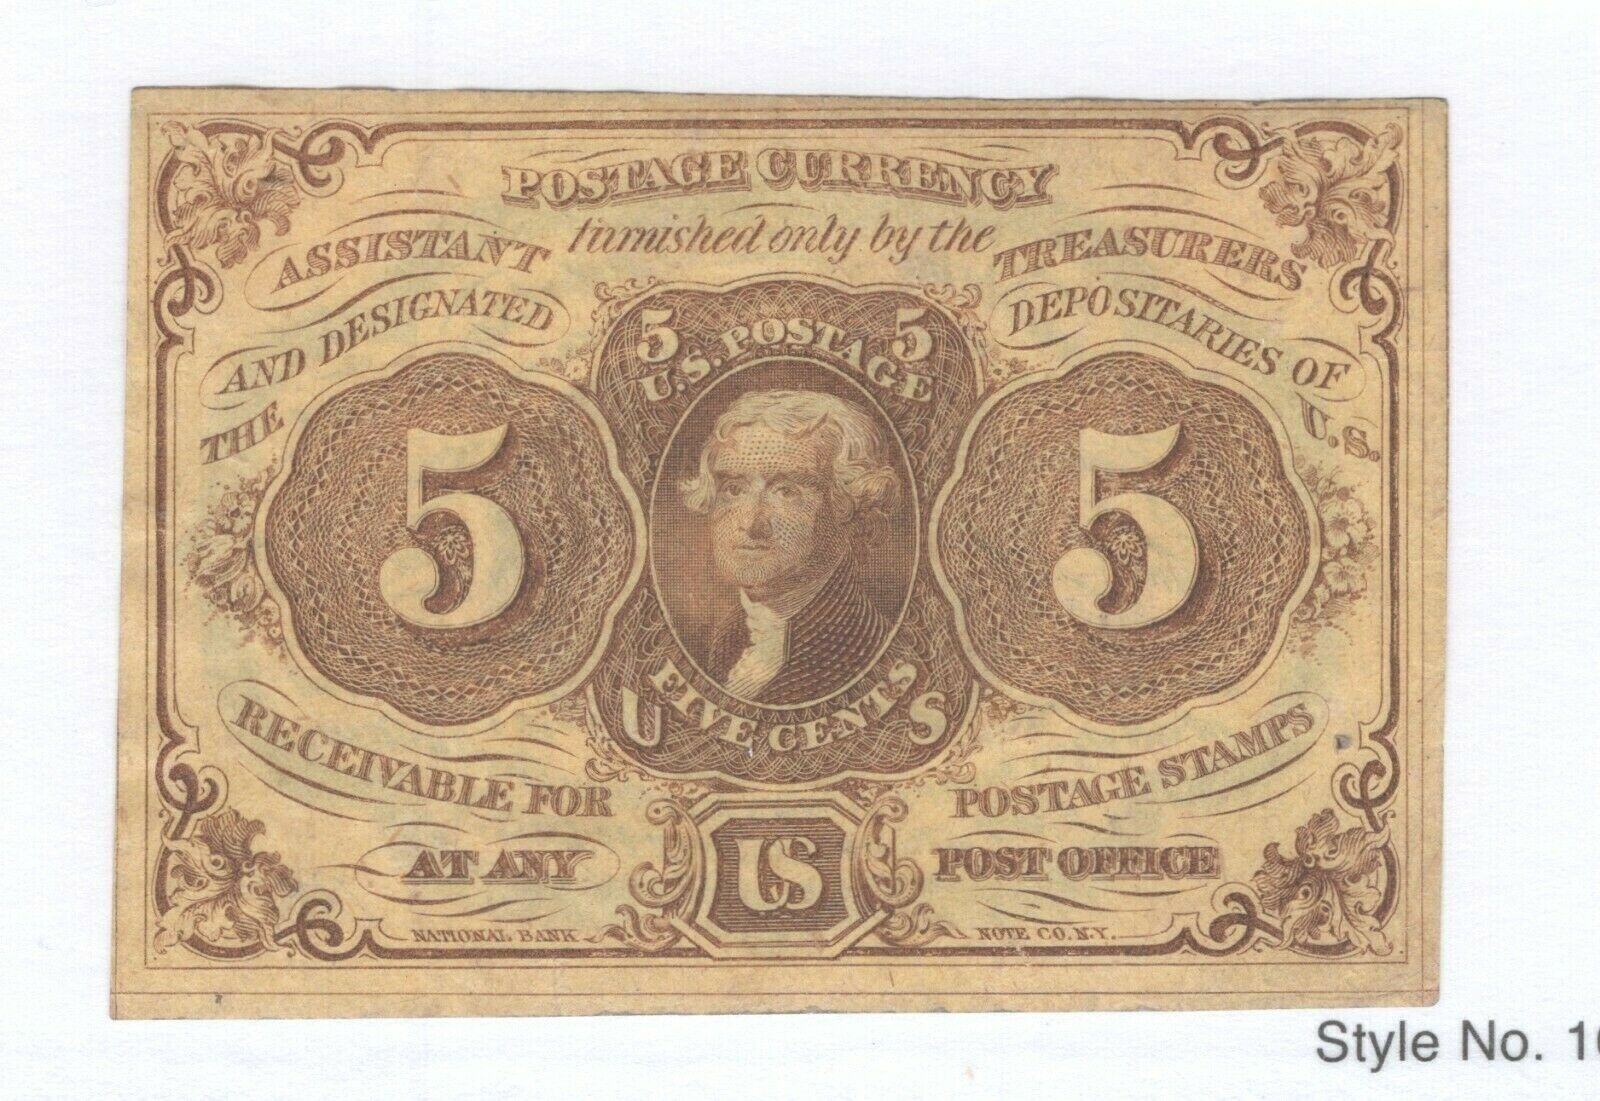 POSTAGE CURRENCY
furnished only by the
ASSISTANT TREASURERS
AND DESIGNATED DEPOSITARIES OF
THE U.S.
5 5
U.S. POSTAGE
5 5
U FIVE CENTS S
RECEIVABLE FOR POSTAGE STAMPS
AT ANY US POST OFFICE
NATIONAL BANK NOTE CO. N.Y.
Style No. 10